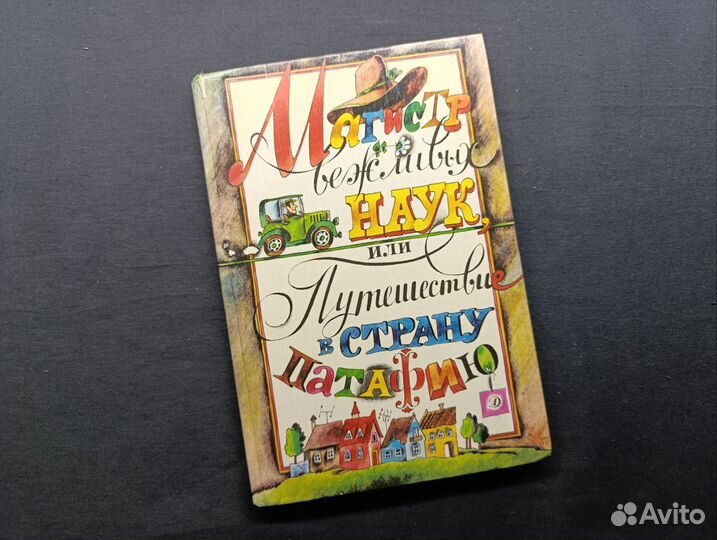 Магистр
вежливых
НАУК,
или
Путешествие
в СТРАНУ
ПАТАФИЮ
Д
Avito